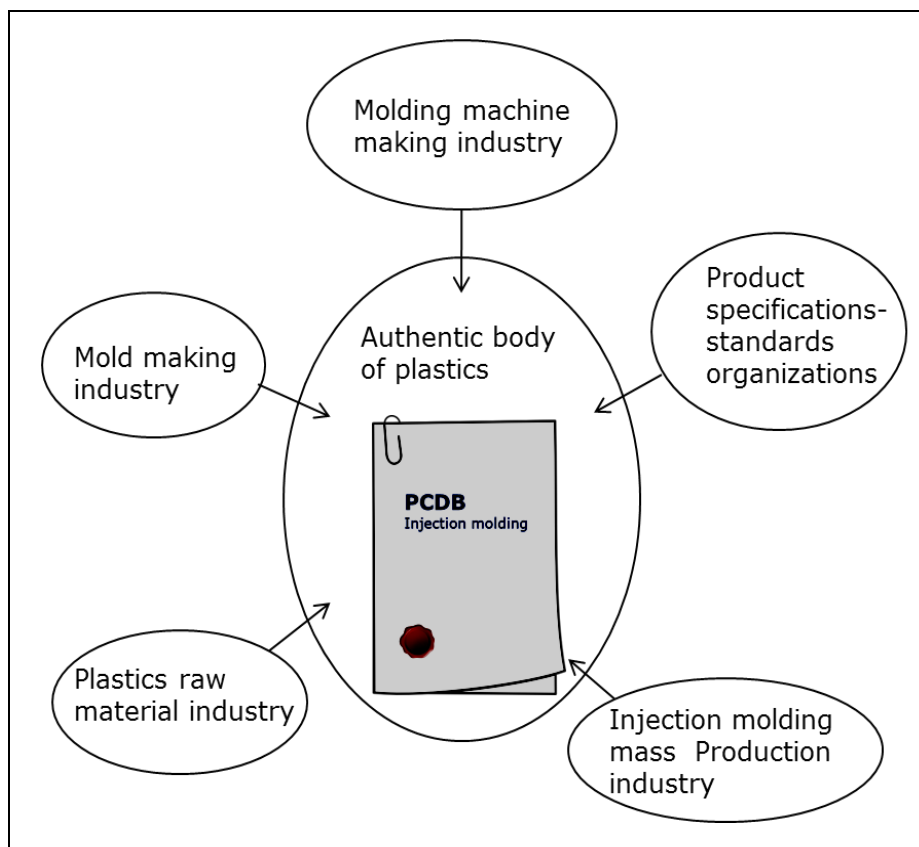 Molding machine
making industry
Product
specifications-
standards
organizations
Authentic body
of plastics
Mold making
industry
PCDB
Injection molding
Plastics raw
material industry
Injection molding
mass Production
industry